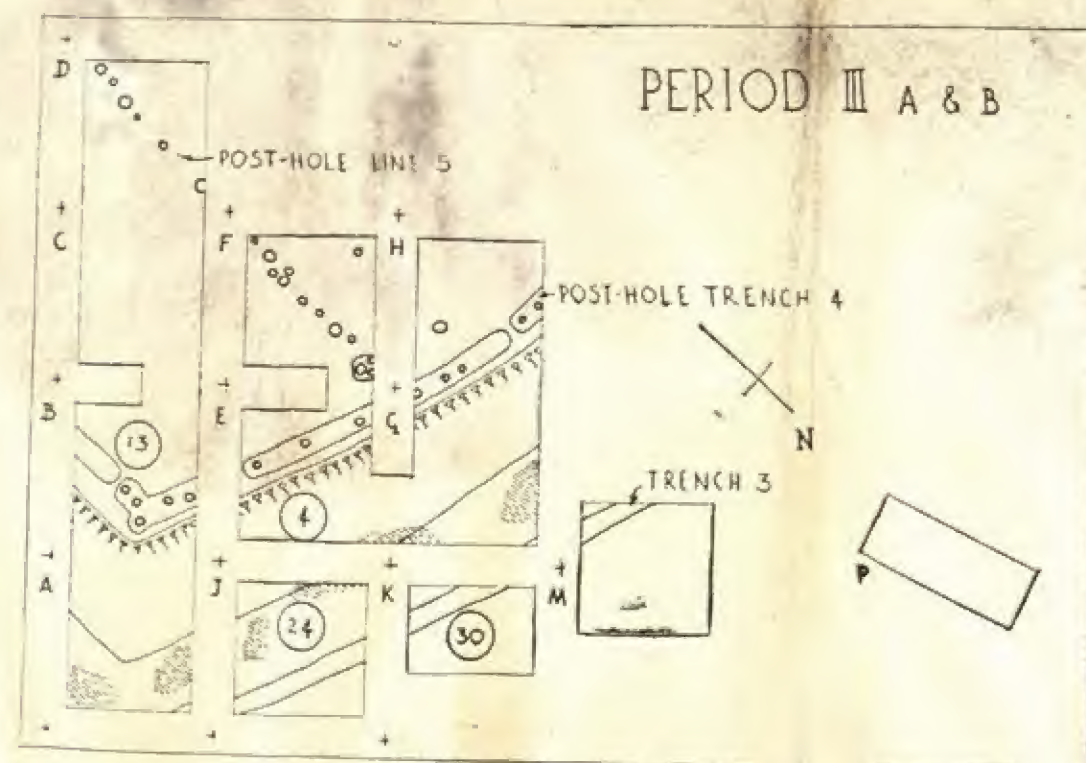 PERIOD III A & B
D
POST-HOLE LINE 5
C
F
H
POST-HOLE TRENCH 4
B
E
G
13
N
TRENCH 3
4
A
J
K
M
P
24
30